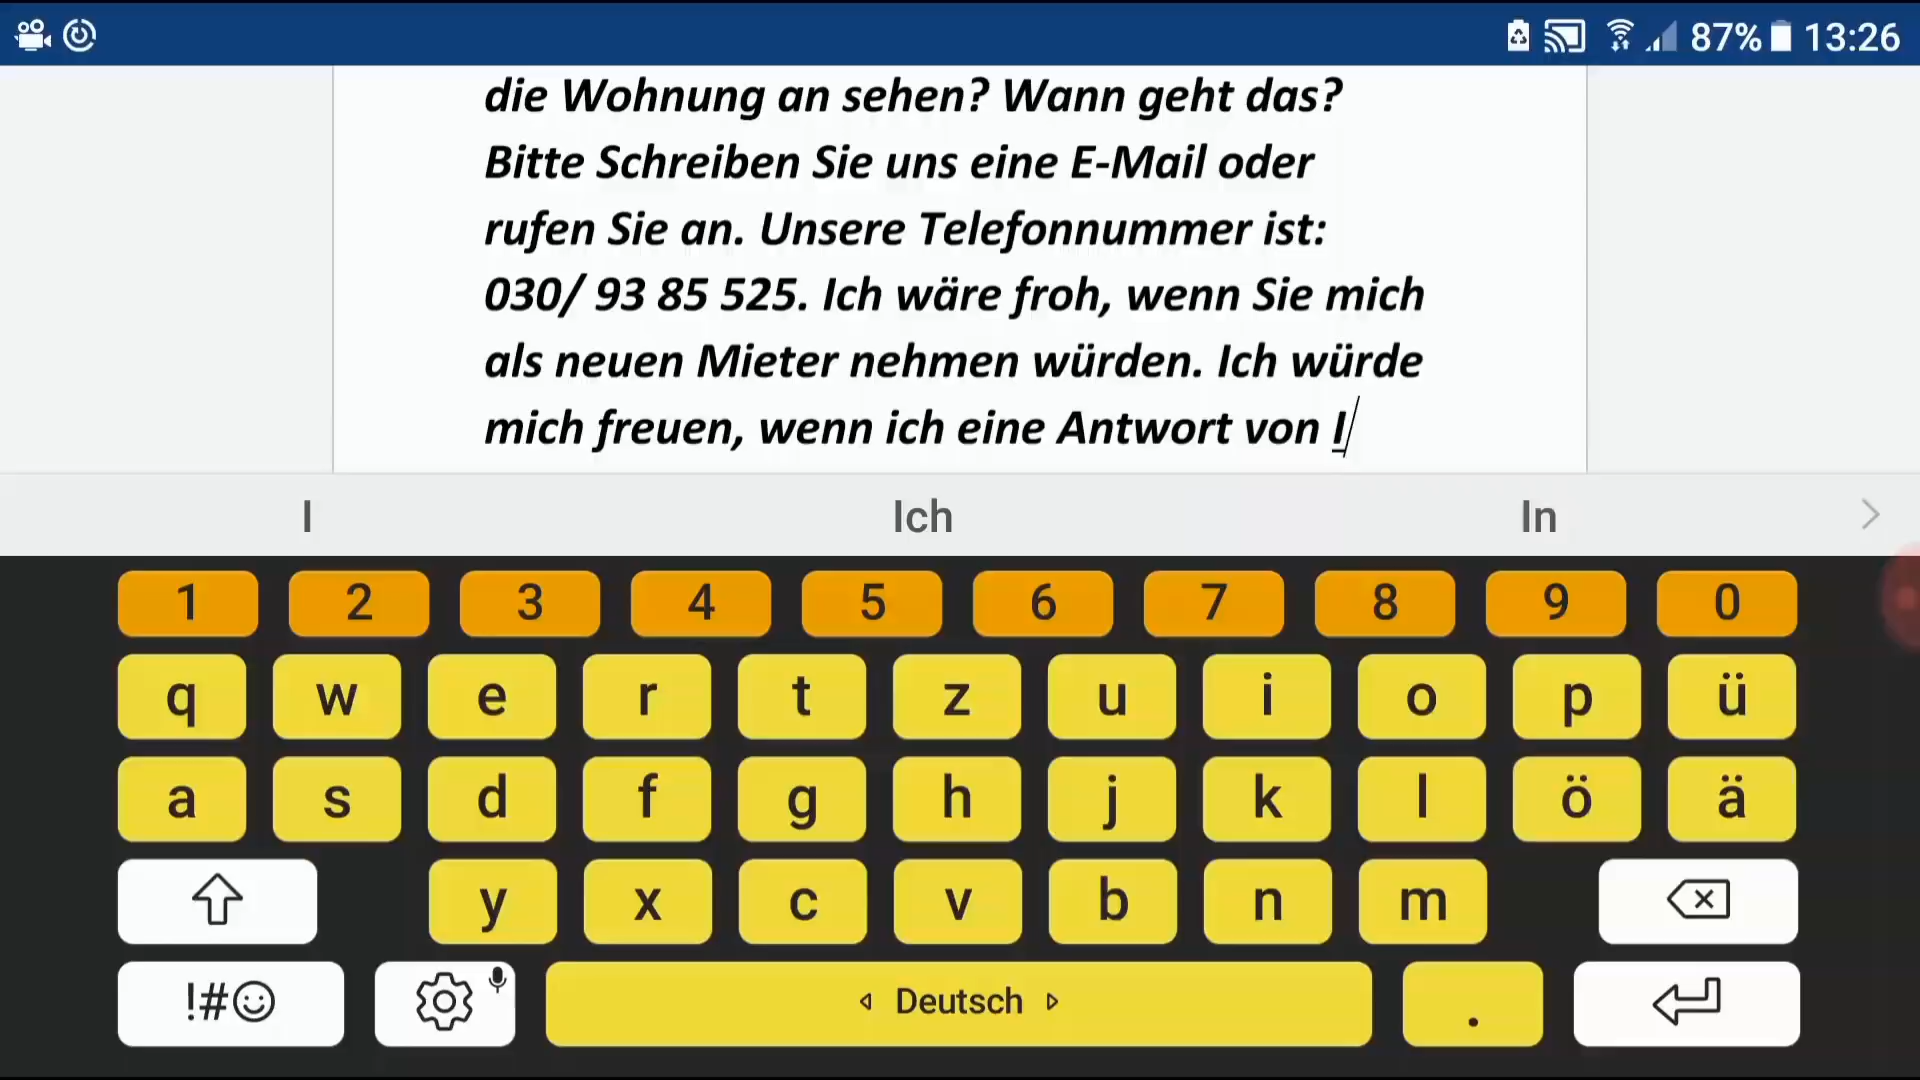 87% 13:26
die Wohnung an sehen? Wann geht das?
Bitte Schreiben Sie uns eine E-Mail oder
rufen Sie an. Unsere Telefonnummer ist:
030/ 93 85 525. Ich wäre froh, wenn Sie mich
als neuen Mieter nehmen würden. Ich würde
mich freuen, wenn ich eine Antwort von I
I Ich In
1 2 3 4 5 6 7 8 9 0
q w e r t z u i o p ü
a s d f g h j k l ö ä
y x c v b n m
!#☺ Deutsch .